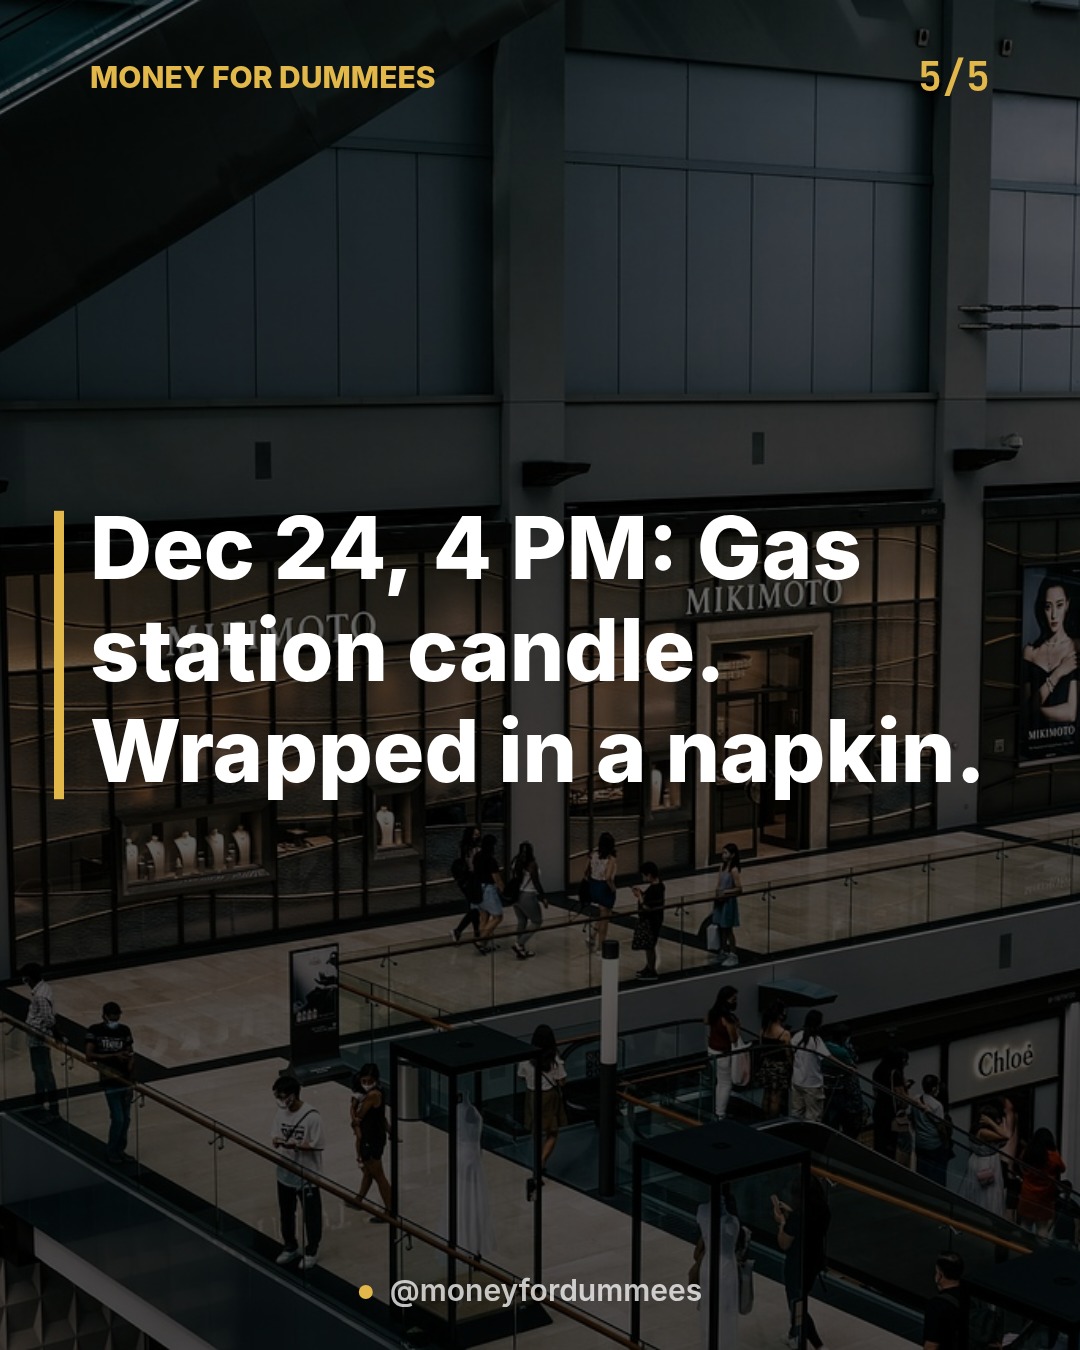 MONEY FOR DUMMEES
5/5
Dec 24, 4 PM: Gas
MIKIMOTO
station candle.
MIKIMOTO
Wrapped in a napkin.
MIKIMOTO
Chloé
@moneyfordummees